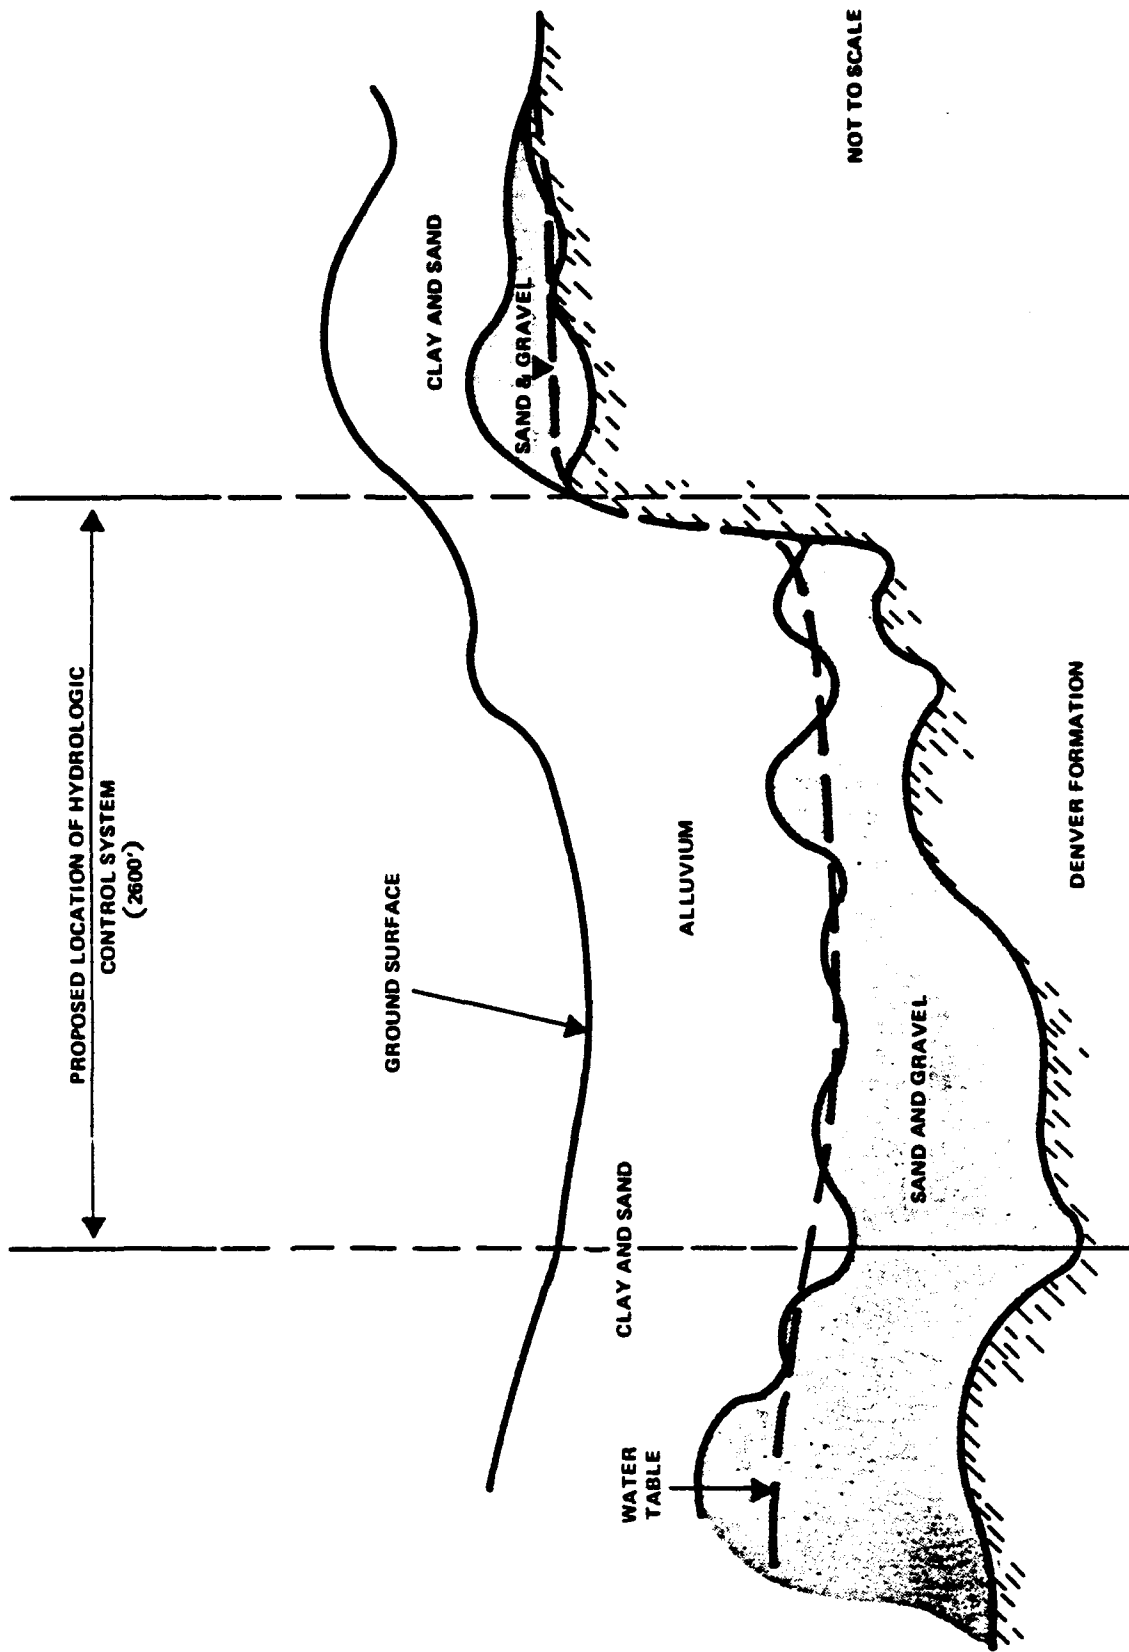 PROPOSED LOCATION OF HYDROLOGIC
CONTROL SYSTEM
(2600')
GROUND SURFACE
CLAY AND SAND
CLAY AND SAND
SAND & GRAVEL
ALLUVIUM
WATER
TABLE
SAND AND GRAVEL
DENVER FORMATION
NOT TO SCALE